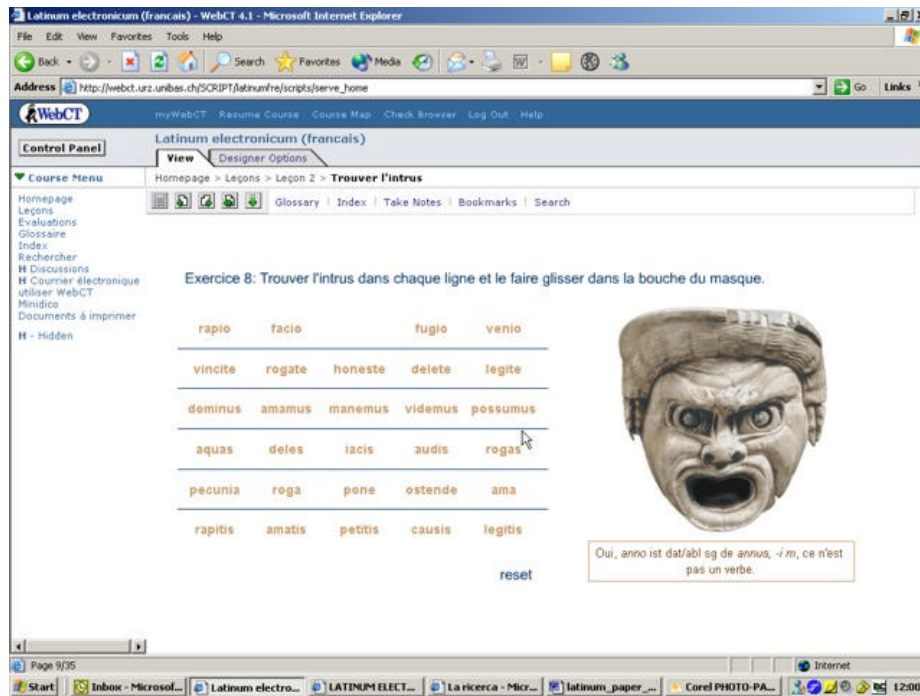 Latinum electronicum (francais) - WebCT 4.1 - Microsoft Internet Explorer
File Edit View Favorites Tools Help
Back Search Favorites Media
Address http://webct.urz.unibas.ch/SCRIPT/latinumfre/scripts/serve_home Go Links
WebCT myWebCT Resume Course Course Map Check Browser Log Out Help
Control Panel
Latinum electronicum (francais)
View Designer Options
Course Menu
Homepage > Leçons > Leçon 2 > Trouver l'intrus
Glossary | Index | Take Notes | Bookmarks | Search
Homepage
Leçons
Evaluations
Glossaire
Index
Rechercher
H Discussions
H Courrier électronique
utiliser WebCT
Minidico
Documents à imprimer
H - Hidden
Exercice 8: Trouver l'intrus dans chaque ligne et le faire glisser dans la bouche du masque.
rapio facio fugio venio
vincite rogate honeste delete legite
dominus amamus manemus videmus possumus
aquas deles iacis audis rogas
pecunia roga pone ostende ama
rapitis amatis petitis causis legitis
reset
Oui, anno ist dat/abl sg de annus, -i m, ce n'est
pas un verbe.
Page 9/35 Internet
Start Inbox - Microsof... Latinum electro... LATINUM ELECT... La ricerca - Micr... latinum_paper_... Corel PHOTO-PA... 12:00